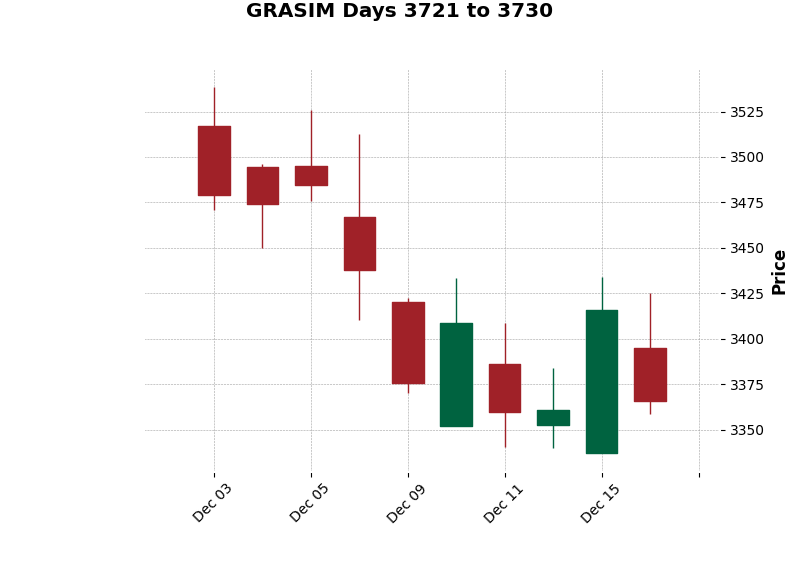 GRASIM Days 3721 to 3730
3525
3500
3475
3450
3425
3400
3375
3350
Price
Dec 03
Dec 05
Dec 09
Dec 11
Dec 15